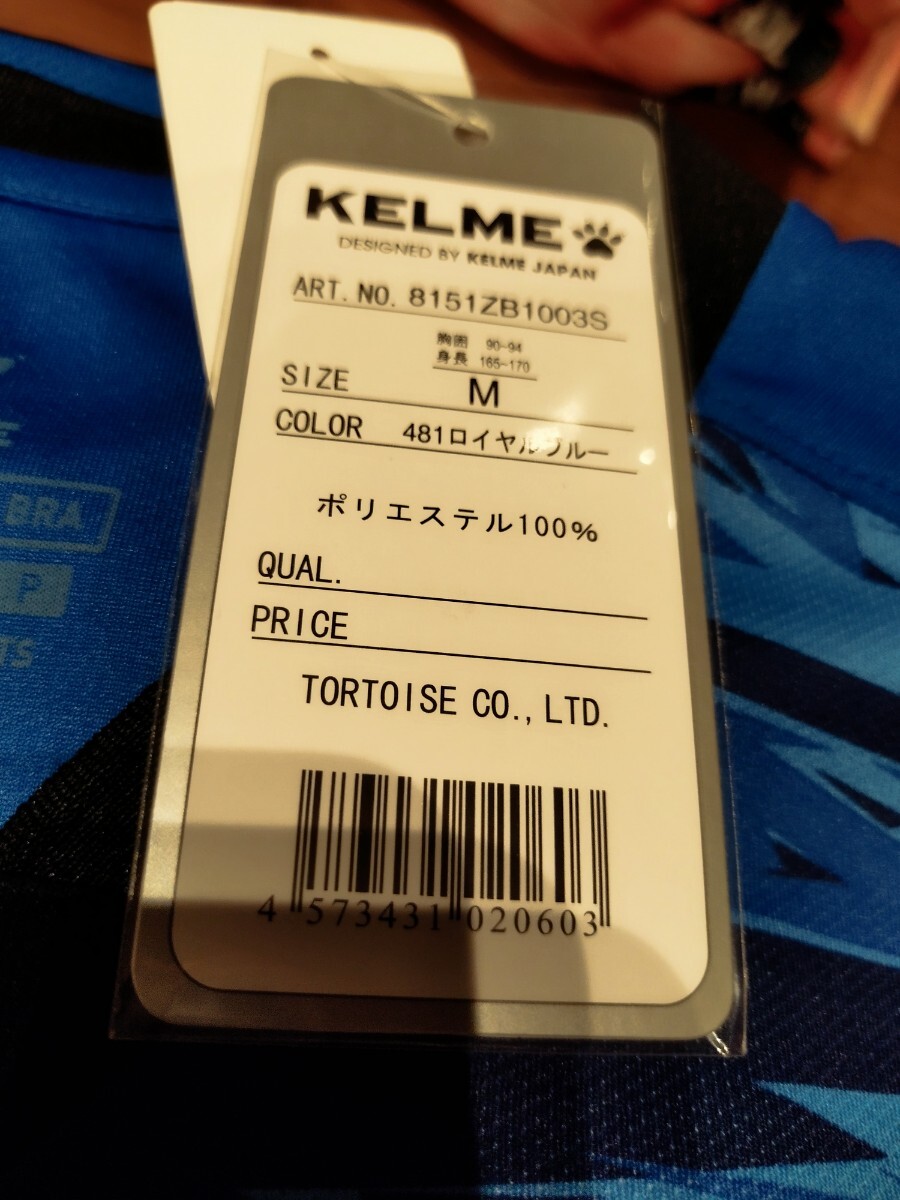 KELME
DESIGNED BY KELME JAPAN
ART. NO. 8151ZB1003S
胸囲 90-94
身長 165-170
SIZE M
COLOR 481ロイヤルブルー
ポリエステル100%
QUAL.
PRICE
TORTOISE CO., LTD.
4 573431 020603
E
BRA
P
TS